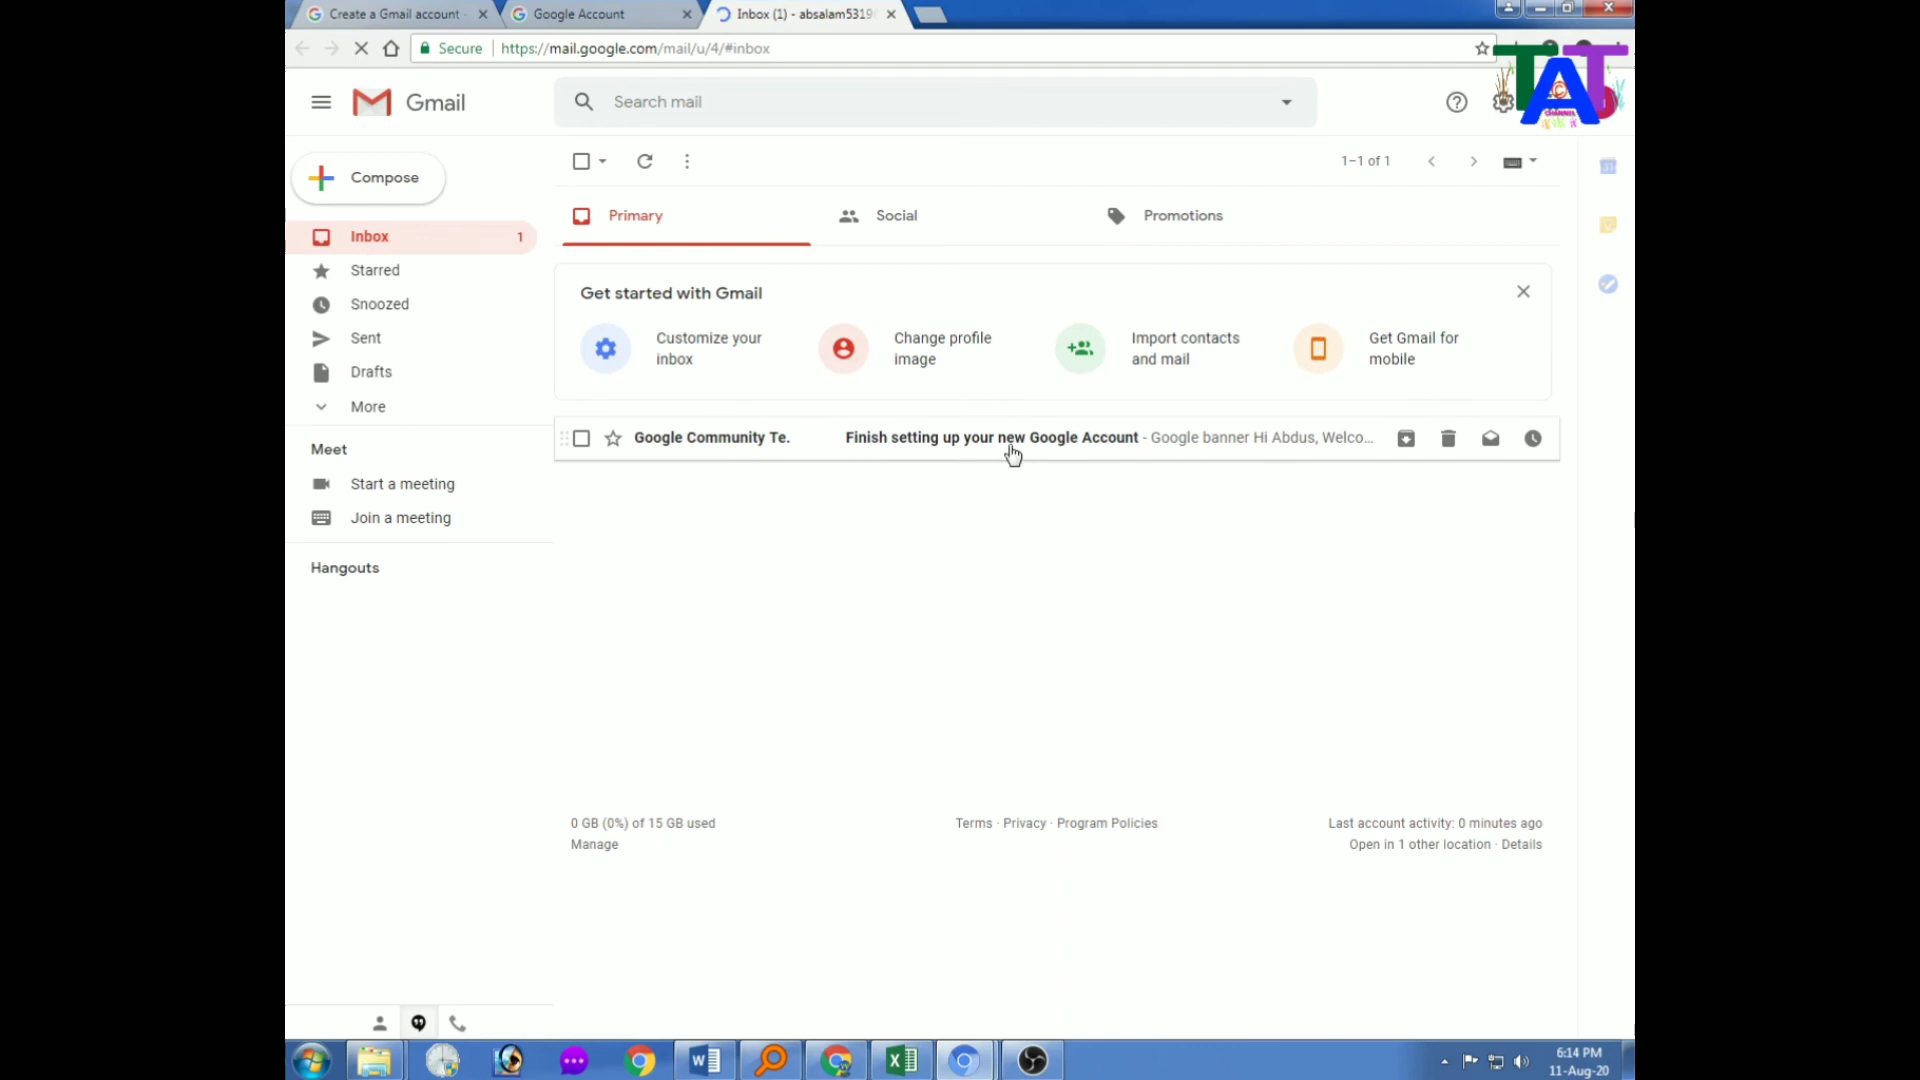 Create a Gmail account -
Google Account
Inbox (1) - absalam5319
Secure
https://mail.google.com/mail/u/4/#inbox
TAT
CHANNEL
Gmail
Search mail
Compose
1–1 of 1
31
Primary
Social
Promotions
Inbox
1
Starred
Snoozed
Sent
Drafts
More
Get started with Gmail
Customize your
inbox
Change profile
image
Import contacts
and mail
Get Gmail for
mobile
Google Community Te.
Finish setting up your new Google Account - Google banner Hi Abdus, Welco...
Meet
Start a meeting
Join a meeting
Hangouts
0 GB (0%) of 15 GB used
Manage
Terms · Privacy · Program Policies
Last account activity: 0 minutes ago
Open in 1 other location · Details
6:14 PM
11-Aug-20